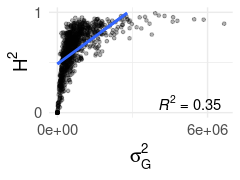 1
H²
R² = 0.35
0
0e+00 6e+06
σ²G